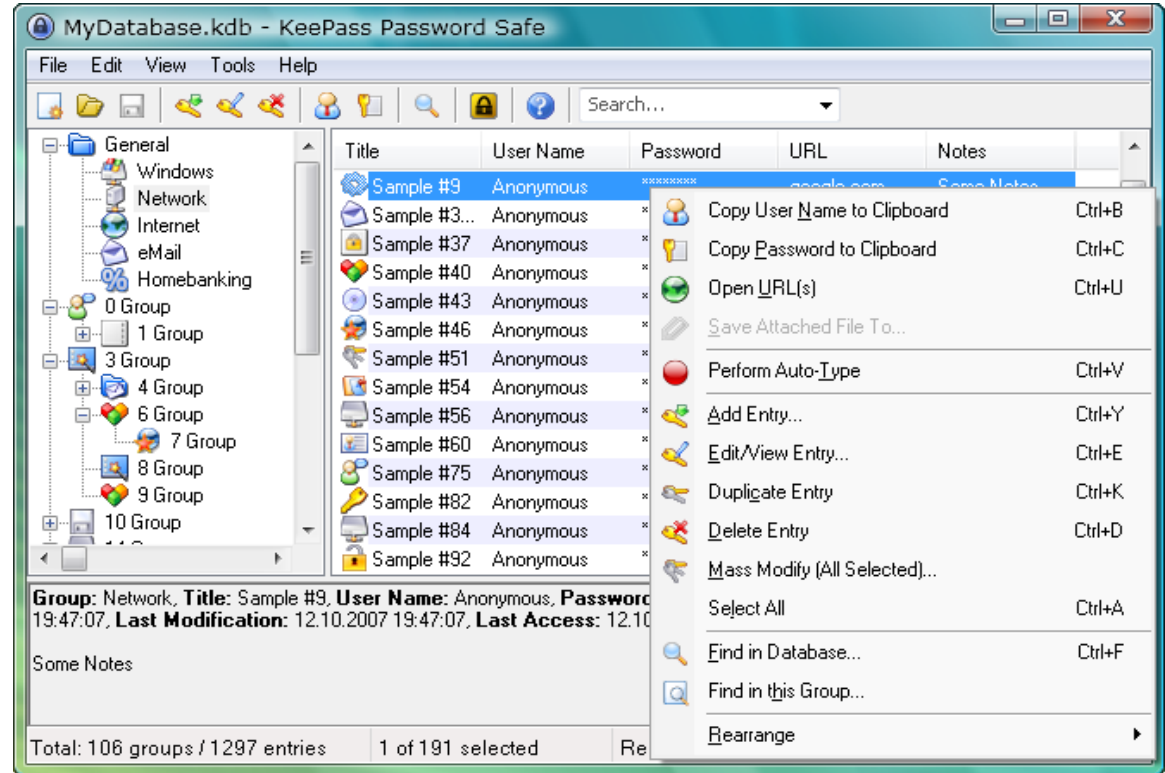 MyDatabase.kdb - KeePass Password Safe
File Edit View Tools Help
Search...
General
Windows
Network
Internet
eMail
Homebanking
0 Group
1 Group
3 Group
4 Group
6 Group
7 Group
8 Group
9 Group
10 Group
Title User Name Password URL Notes
Sample #9 Anonymous ******** google.com Some Notes
Sample #3... Anonymous *
Sample #37 Anonymous *
Sample #40 Anonymous *
Sample #43 Anonymous *
Sample #46 Anonymous *
Sample #51 Anonymous *
Sample #54 Anonymous *
Sample #56 Anonymous *
Sample #60 Anonymous *
Sample #75 Anonymous *
Sample #82 Anonymous *
Sample #84 Anonymous *
Sample #92 Anonymous *
Copy User Name to Clipboard Ctrl+B
Copy Password to Clipboard Ctrl+C
Open URL(s) Ctrl+U
Save Attached File To...
Perform Auto-Type Ctrl+V
Add Entry... Ctrl+Y
Edit/View Entry... Ctrl+E
Duplicate Entry Ctrl+K
Delete Entry Ctrl+D
Mass Modify (All Selected)...
Select All Ctrl+A
Find in Database... Ctrl+F
Find in this Group...
Rearrange
Group: Network, Title: Sample #9, User Name: Anonymous, Password
19:47:07, Last Modification: 12.10.2007 19:47:07, Last Access: 12.10
Some Notes
Total: 106 groups / 1297 entries 1 of 191 selected Re